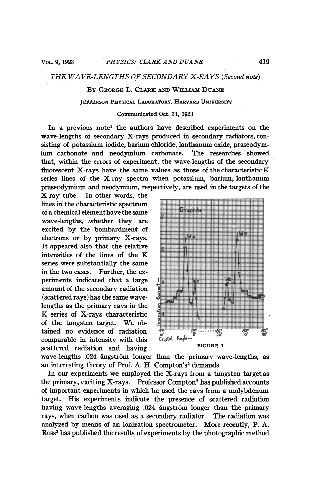 VOL. 9, 1923 PHYSICS: CLARK AND DUANE 419
THE WAVE-LENGTHS OF SECONDARY X-RAYS (Second note)
BY GEORGE L. CLARK AND WILLIAM DUANE
JEFFERSON PHYSICAL LABORATORY, HARVARD UNIVERSITY
Communicated Oct. 31, 1923
In a previous note¹ the authors have described experiments on the
wave-lengths of secondary X-rays produced in secondary radiators, con-
sisting of potassium iodide, barium chloride, lanthanum oxide, praseodym-
ium carbonate and neodymium carbonate. The researches showed
that, within the errors of experiment, the wave-lengths of the secondary
fluorescent X-rays have the same values as those of the characteristic K
series lines of the X-ray spectra when potassium, barium, lanthanum
praseodymium and neodymium, respectively, are used in the targets of the
X-ray tube. In other words, the
lines in the characteristic spectrum
of a chemical element have the same
wave-lengths, whether they are
excited by the bombardment of
electrons or by primary X-rays.
It appeared also that the relative
intensities of the lines of the K
series were substantially the same
in the two cases. Further, the ex-
periments indicated that a large
amount of the secondary radiation
(scattered rays) has the same wave-
lengths as the primary rays in the
K series of X-rays characteristic
of the tungsten target. We ob-
tained no evidence of radiation
comparable in intensity with this
scattered radiation and having
Graphite
Crystal Angle
FIGURE 1
wave-lengths .024 ångström longer than the primary wave-lengths, as
an interesting theory of Prof. A. H. Compton's² demands.
In our experiments we employed the X-rays from a tungsten target as
the primary, exciting X-rays. Professor Compton³ has published accounts
of important experiments in which he used the rays from a molybdenum
target. His experiments indicate the presence of scattered radiation
having wave-lengths averaging .024 ångström longer than the primary
rays, when carbon was used as a secondary radiator. The radiation was
analyzed by means of an ionization spectrometer. More recently, P. A.
Ross² has published the results of experiments by the photographic method